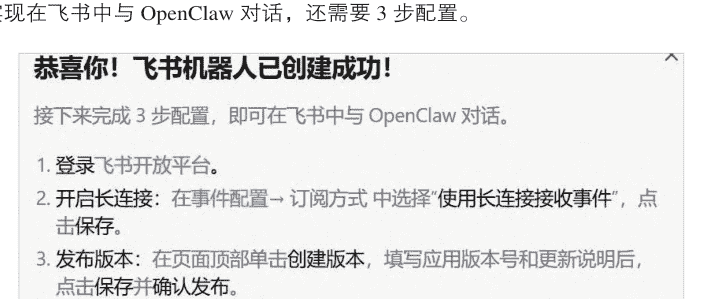 现在飞书中与 OpenClaw 对话，还需要 3 步配置。
恭喜你！飞书机器人已创建成功！
接下来完成 3 步配置，即可在飞书中与 OpenClaw 对话。
1. 登录飞书开放平台。
2. 开启长连接：在事件配置→ 订阅方式 中选择"使用长连接接收事件"，点
击保存。
3. 发布版本：在页面顶部单击创建版本，填写应用版本号和更新说明后，
点击保存并确认发布。